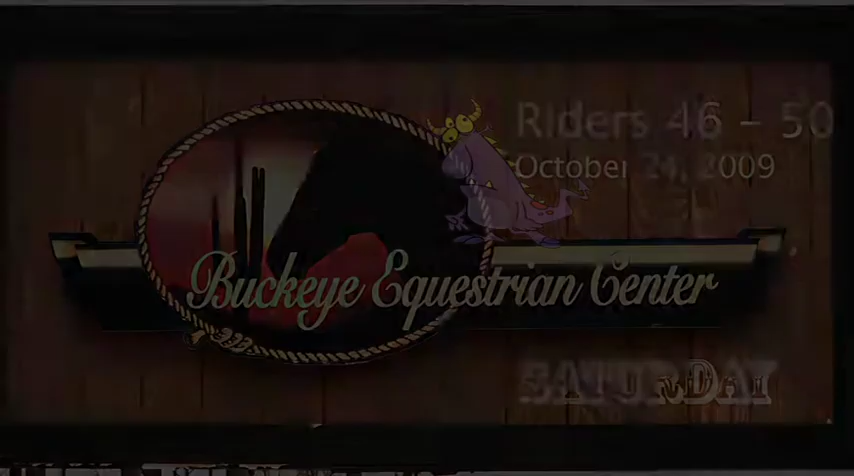 Riders 46 - 50
October 24, 2009
Buckeye Equestrian Center
SATURDAY